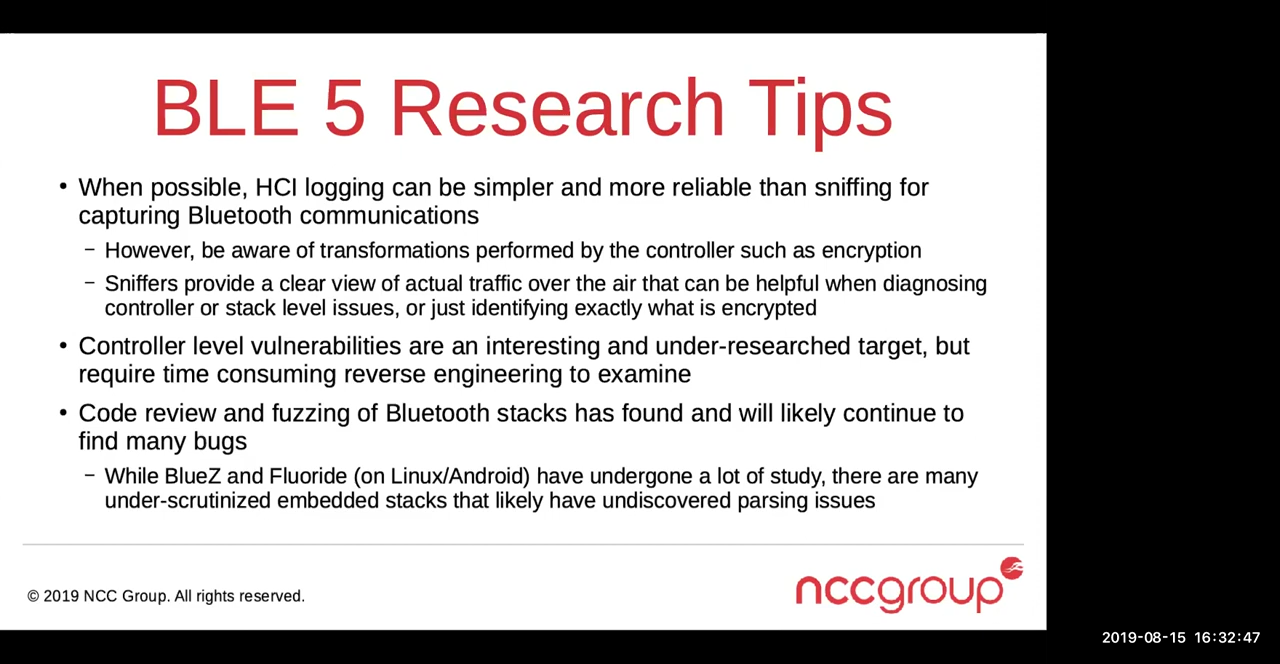 BLE 5 Research Tips
• When possible, HCI logging can be simpler and more reliable than sniffing for
capturing Bluetooth communications
– However, be aware of transformations performed by the controller such as encryption
– Sniffers provide a clear view of actual traffic over the air that can be helpful when diagnosing
controller or stack level issues, or just identifying exactly what is encrypted
• Controller level vulnerabilities are an interesting and under-researched target, but
require time consuming reverse engineering to examine
• Code review and fuzzing of Bluetooth stacks has found and will likely continue to
find many bugs
– While BlueZ and Fluoride (on Linux/Android) have undergone a lot of study, there are many
under-scrutinized embedded stacks that likely have undiscovered parsing issues
© 2019 NCC Group. All rights reserved.
nccgroup
2019-08-15 16:32:47